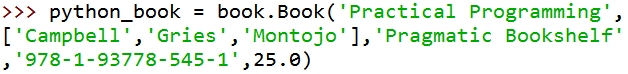 >>> python_book = book.Book('Practical Programming',
['Campbell','Gries','Montojo'],'Pragmatic Bookshelf'
,'978-1-93778-545-1',25.0)